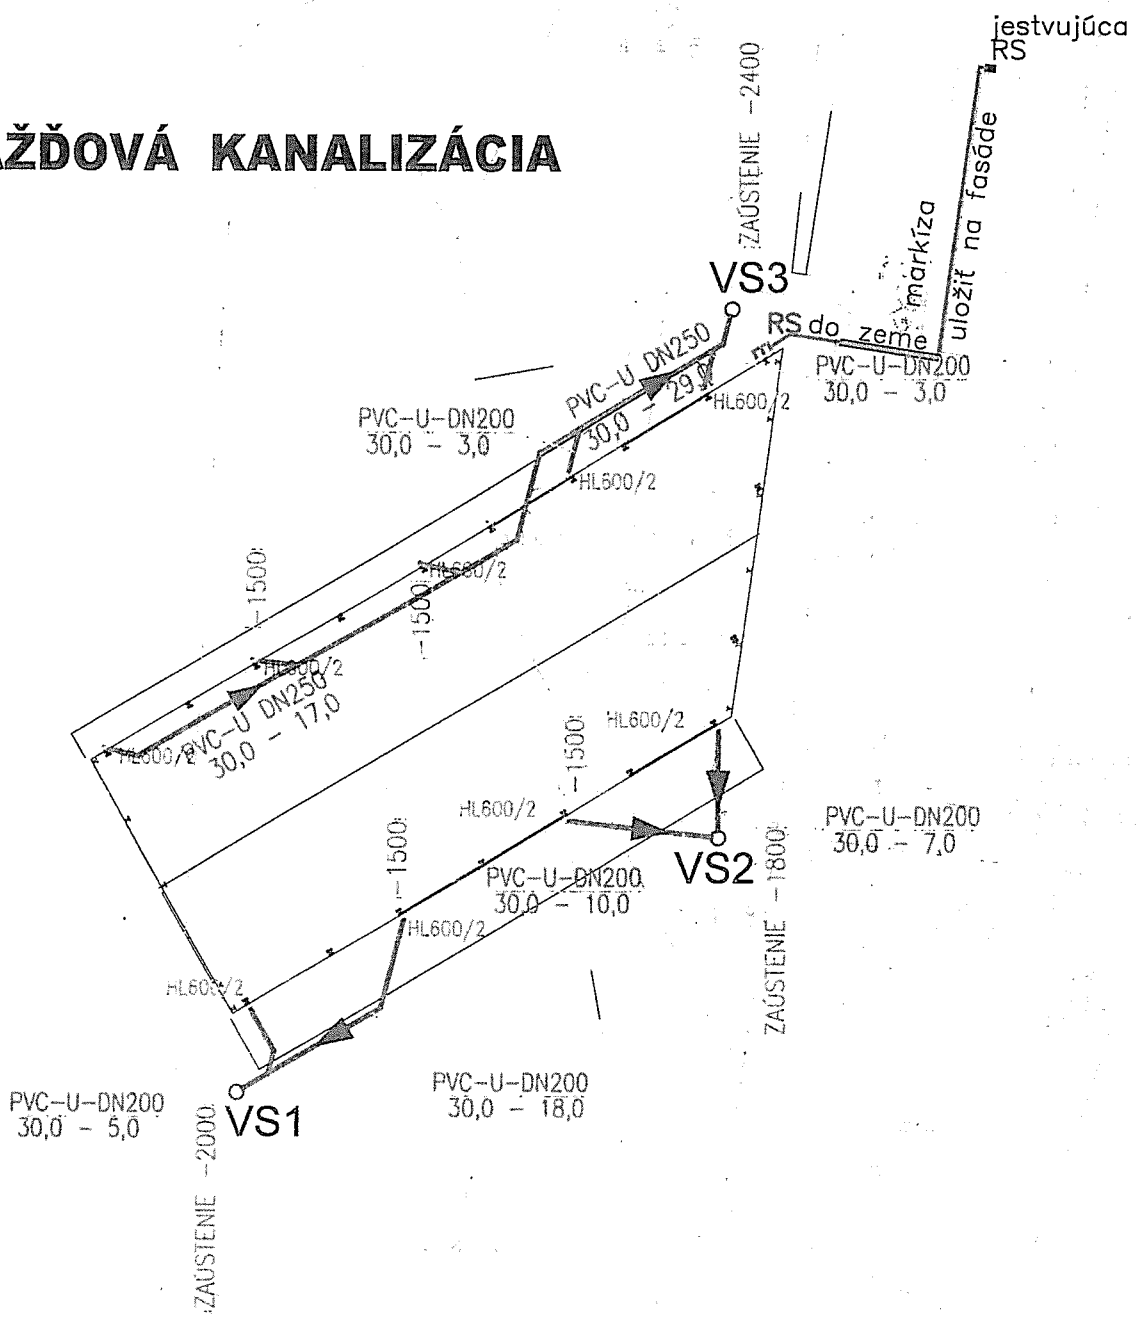 jestvujúca
RS
AŽĎOVÁ KANALIZÁCIA
ZAÚSTENIE -2400
uložiť na fasáde
markíza
VS3
RS do zeme
PVC-U-DN200
30,0 - 3,0
PVC-U DN250
30,0 - 29,
HL600/2
PVC-U-DN200
30,0 - 3,0
HL600/2
-1500
HL600/2
-1500
HL600/2
PVC-U DN250
30,0 - 17,0
HL600/2
HL600/2
-1500
HL600/2
PVC-U-DN200
30,0 - 7,0
-1500
VS2
PVC-U-DN200
30,0 - 10,0
ZAÚSTENIE -1800
HL600/2
HL600/2
PVC-U-DN200
30,0 - 18,0
PVC-U-DN200
30,0 - 5,0
VS1
ZAÚSTENIE -2000